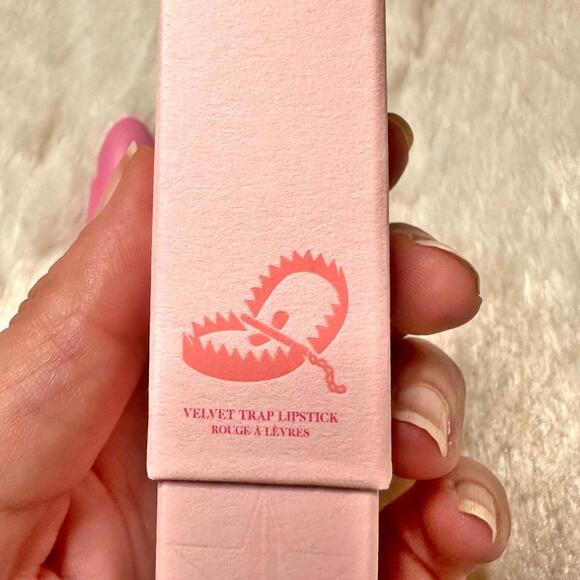 VELVET TRAP LIPSTICK
ROUGE À LÈVRES